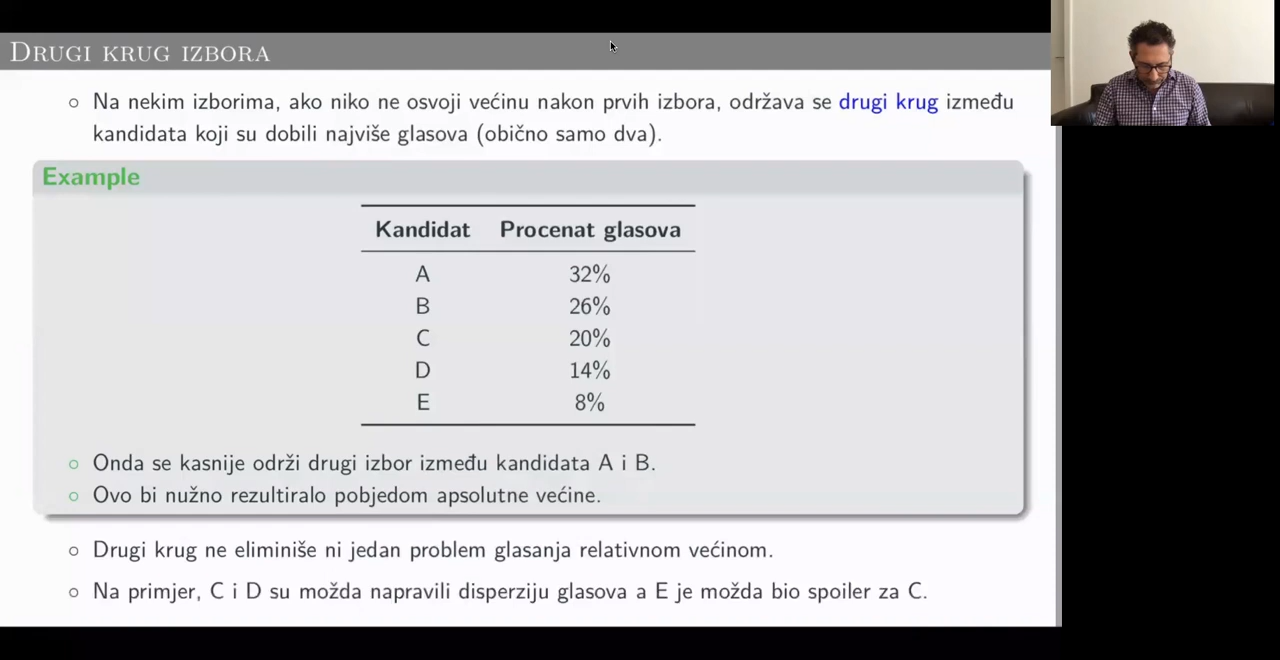 Drugi krug izbora
Na nekim izborima, ako niko ne osvoji većinu nakon prvih izbora, održava se drugi krug između
kandidata koji su dobili najviše glasova (obično samo dva).
Example
Kandidat Procenat glasova
A 32%
B 26%
C 20%
D 14%
E 8%
Onda se kasnije održi drugi izbor između kandidata A i B.
Ovo bi nužno rezultiralo pobjedom apsolutne većine.
Drugi krug ne eliminiše ni jedan problem glasanja relativnom većinom.
Na primjer, C i D su možda napravili disperziju glasova a E je možda bio spoiler za C.